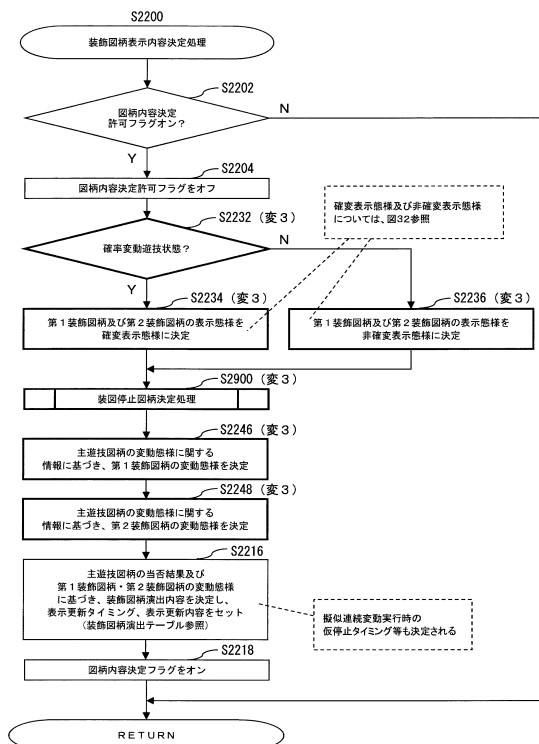 S2200
装飾図柄表示内容決定処理
S2202
図柄内容決定
許可フラグオン？
N
Y
S2204
図柄内容決定許可フラグをオフ
確変表示態様及び非確変表示態様
については、図32参照
S2232（変３）
確率変動遊技状態？
N
Y
S2234（変３）
第１装飾図柄及び第２装飾図柄の表示態様を
確変表示態様に決定
S2236（変３）
第１装飾図柄及び第２装飾図柄の表示態様を
非確変表示態様に決定
S2900（変３）
装図停止図柄決定処理
S2246（変３）
主遊技図柄の変動態様に関する
情報に基づき、第１装飾図柄の変動態様を決定
S2248（変３）
主遊技図柄の変動態様に関する
情報に基づき、第２装飾図柄の変動態様を決定
S2216
主遊技図柄の当否結果及び
第１装飾図柄・第２装飾図柄の変動態様
に基づき、装飾図柄演出内容を決定し、
表示更新タイミング、表示更新内容をセット
（装飾図柄演出テーブル参照）
擬似連続変動実行時の
仮停止タイミング等も決定される
S2218
図柄内容決定フラグをオン
RETURN